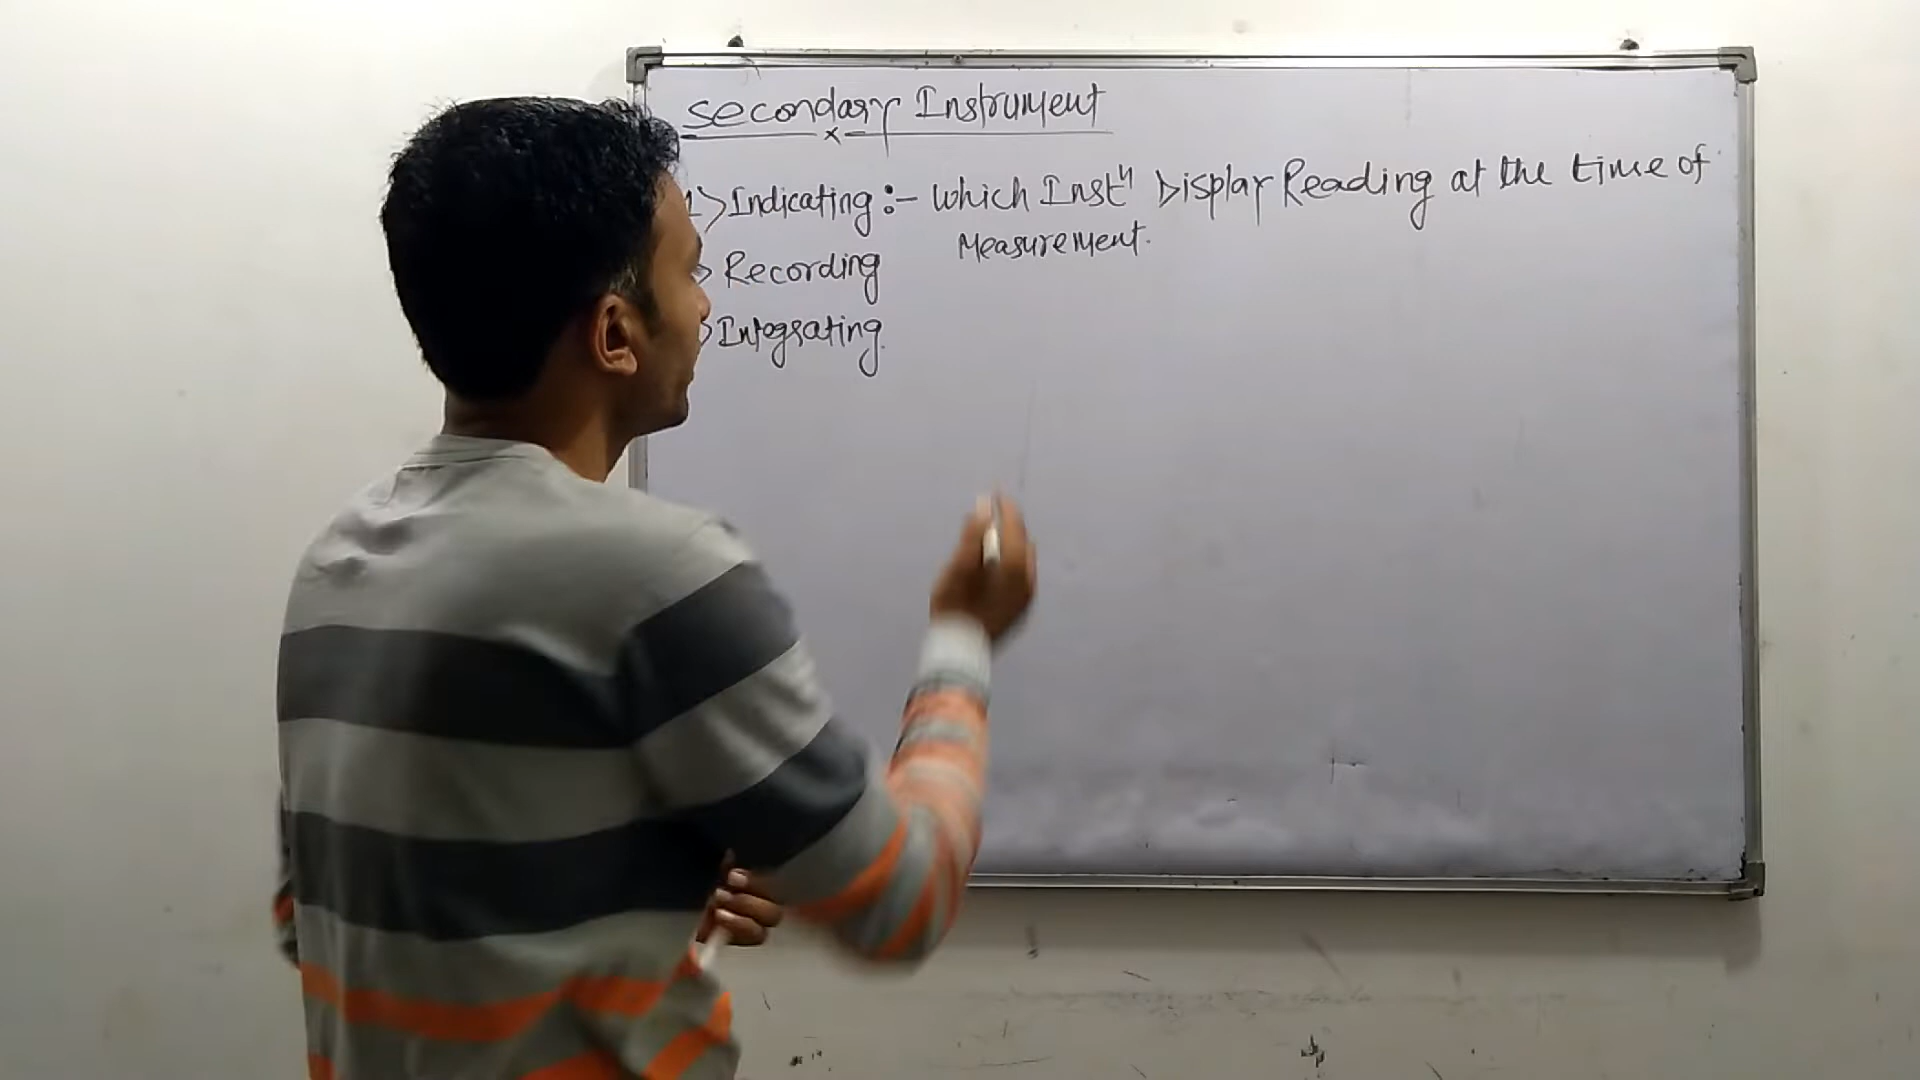 Secondary Instrument
x
1> Indicating :- which Instⁿ Display Reading at the time of
Measurement.
> Recording
> Integrating.